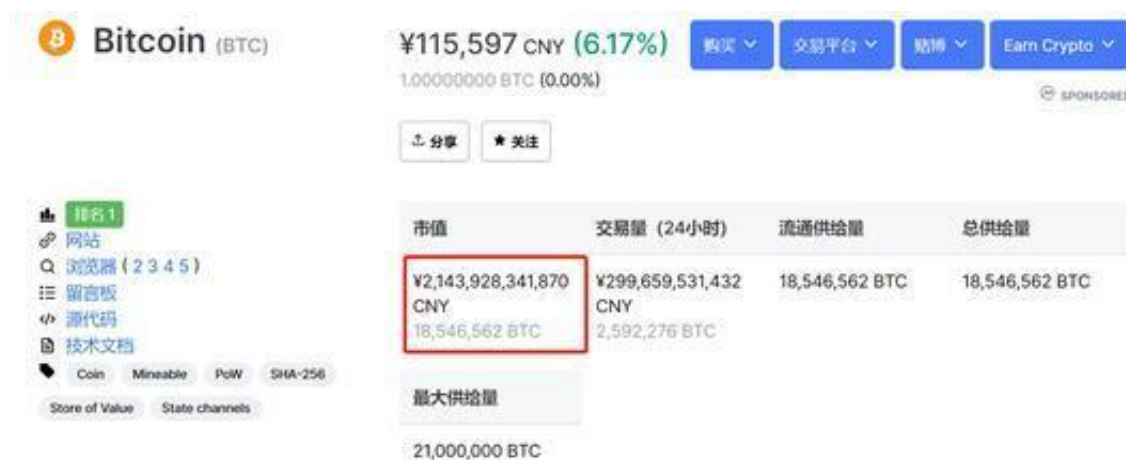 Bitcoin (BTC)
¥115,597 CNY (6.17%)
购买
交易平台
赌博
Earn Crypto
1.00000000 BTC (0.00%)
SPONSORED
分享
关注
排名 1
网站
浏览器 ( 2 3 4 5 )
留言板
源代码
技术文档
Coin Mineable PoW SHA-256
Store of Value State channels
市值 交易量 (24小时) 流通供给量 总供给量
¥2,143,928,341,870 ¥299,659,531,432 18,546,562 BTC 18,546,562 BTC
CNY CNY
18,546,562 BTC 2,592,276 BTC
最大供给量
21,000,000 BTC